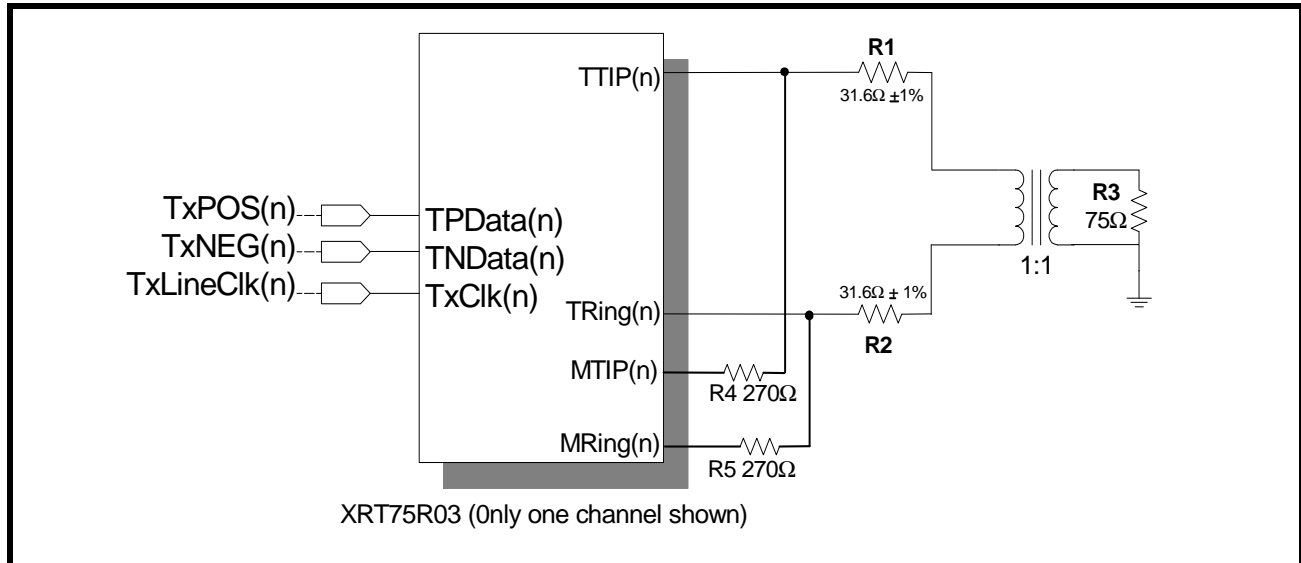 R1
TTIP(n)
31.6Ω ±1%
R3
75Ω
TxPOS(n)
TPData(n)
TxNEG(n)
TNData(n)
1:1
TxLineClk(n)
TxClk(n)
31.6Ω ± 1%
TRing(n)
R2
MTIP(n)
R4 270Ω
MRing(n)
R5 270Ω
XRT75R03 (0nly one channel shown)